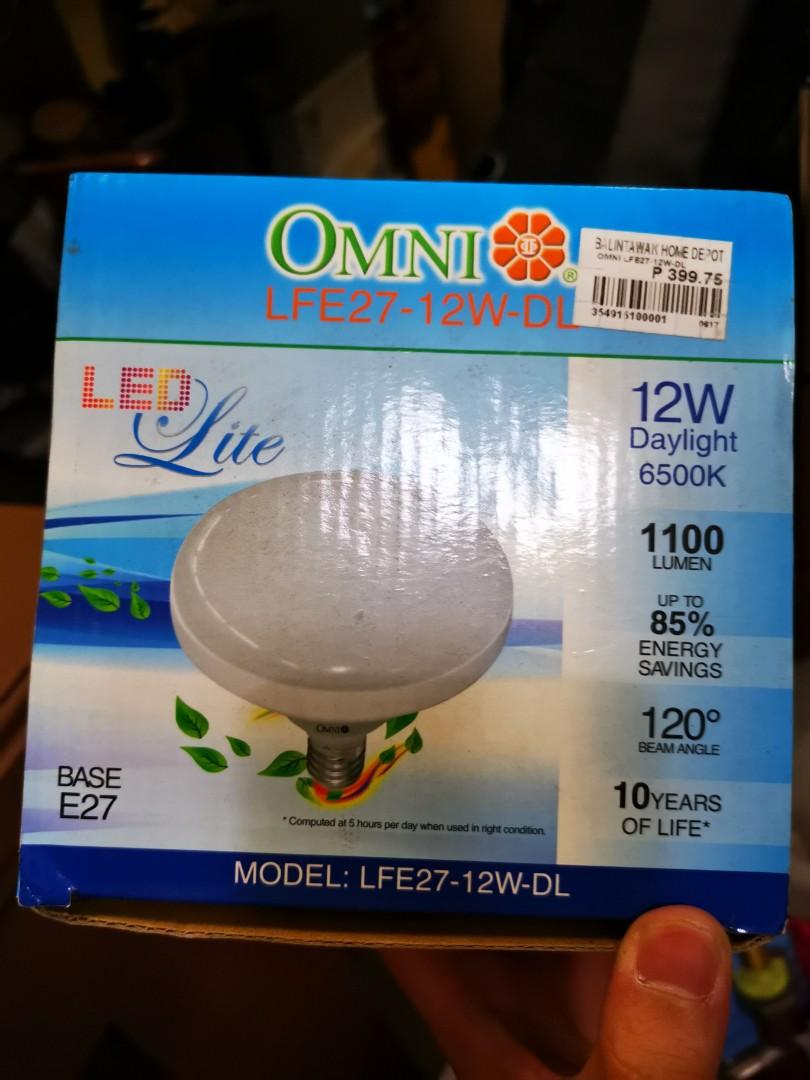 OMNI ®
LFE27-12W-DL
BALINTAWAK HOME DEPOT
OMNI LFE27-12W-DL
₱ 399.75
0617
LED
Lite
12W
Daylight
6500K
1100
LUMEN
UP TO
85%
ENERGY
SAVINGS
120°
BEAM ANGLE
10YEARS
OF LIFE*
OMNI
BASE
E27
* Computed at 5 hours per day when used in right condition.
MODEL: LFE27-12W-DL